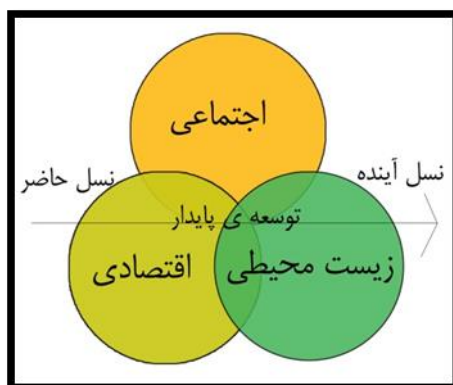 اجتماعی
نسل آینده
نسل حاضر
توسعه ی پایدار
زیست محیطی
اقتصادی